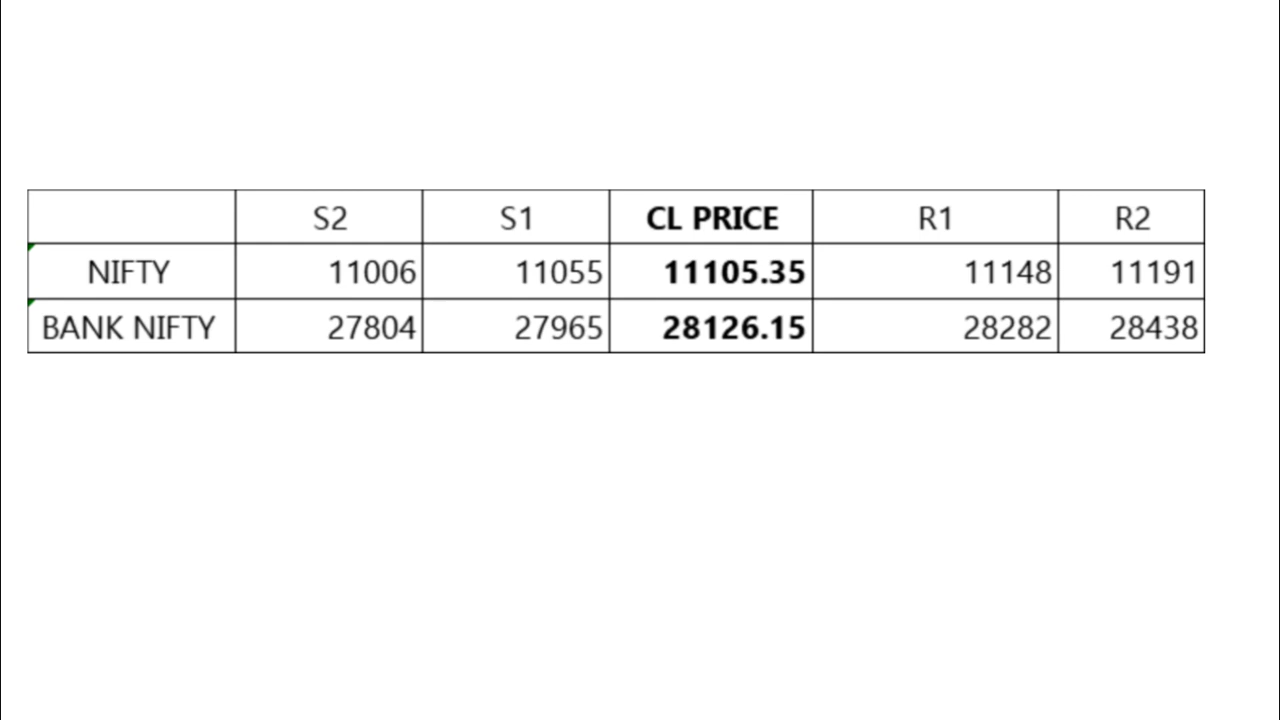 S2 S1 CL PRICE R1 R2
NIFTY 11006 11055 11105.35 11148 11191
BANK NIFTY 27804 27965 28126.15 28282 28438